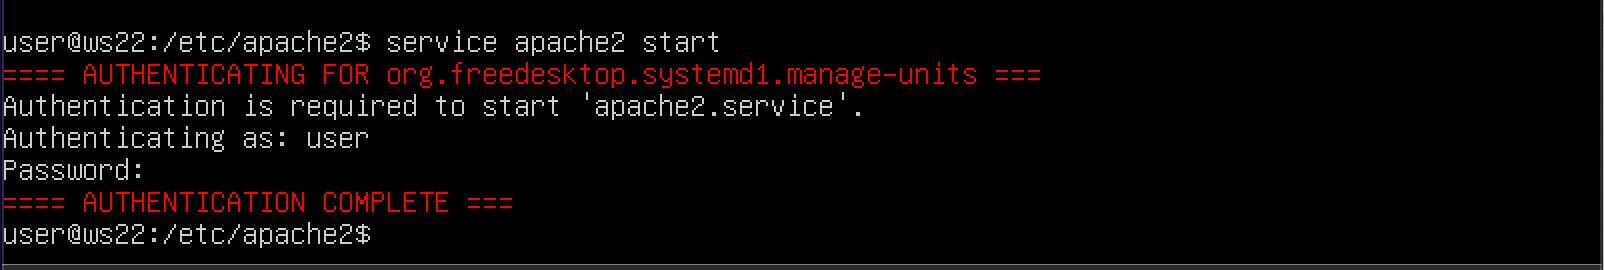 user@ws22:/etc/apache2$ service apache2 start
==== AUTHENTICATING FOR org.freedesktop.systemd1.manage-units ===
Authentication is required to start 'apache2.service'.
Authenticating as: user
Password:
==== AUTHENTICATION COMPLETE ===
user@ws22:/etc/apache2$